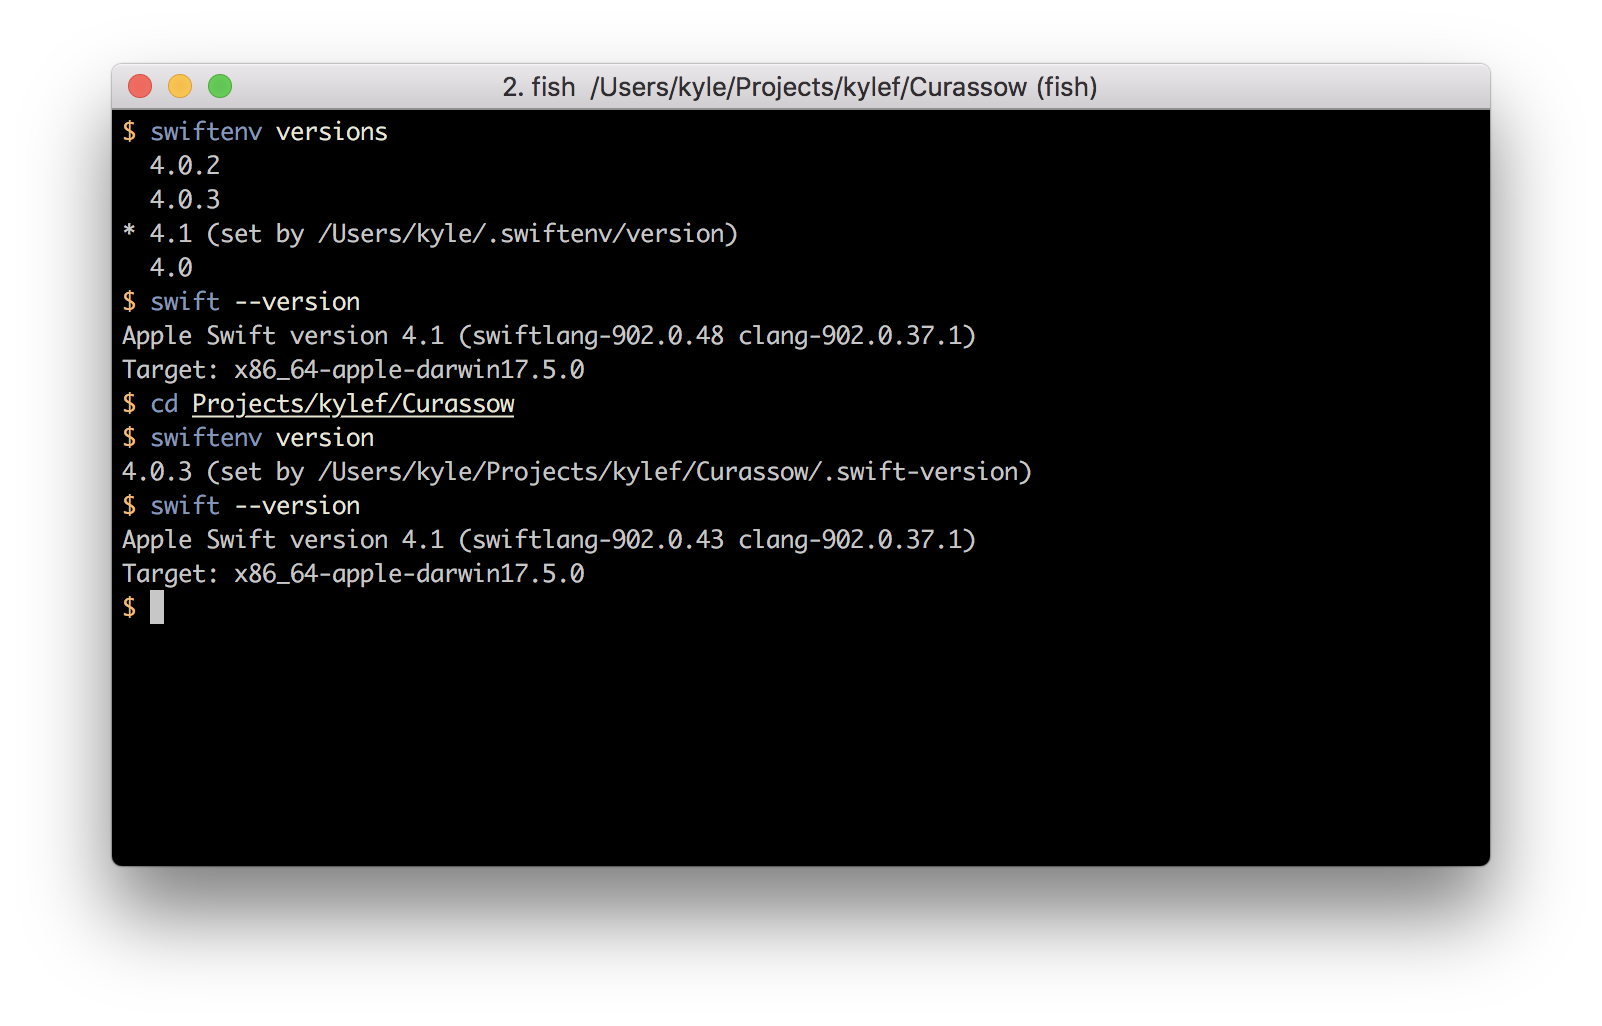 2. fish /Users/kyle/Projects/kylef/Curassow (fish)
$ swiftenv versions
  4.0.2
  4.0.3
* 4.1 (set by /Users/kyle/.swiftenv/version)
  4.0
$ swift --version
Apple Swift version 4.1 (swiftlang-902.0.48 clang-902.0.37.1)
Target: x86_64-apple-darwin17.5.0
$ cd Projects/kylef/Curassow
$ swiftenv version
4.0.3 (set by /Users/kyle/Projects/kylef/Curassow/.swift-version)
$ swift --version
Apple Swift version 4.1 (swiftlang-902.0.43 clang-902.0.37.1)
Target: x86_64-apple-darwin17.5.0
$